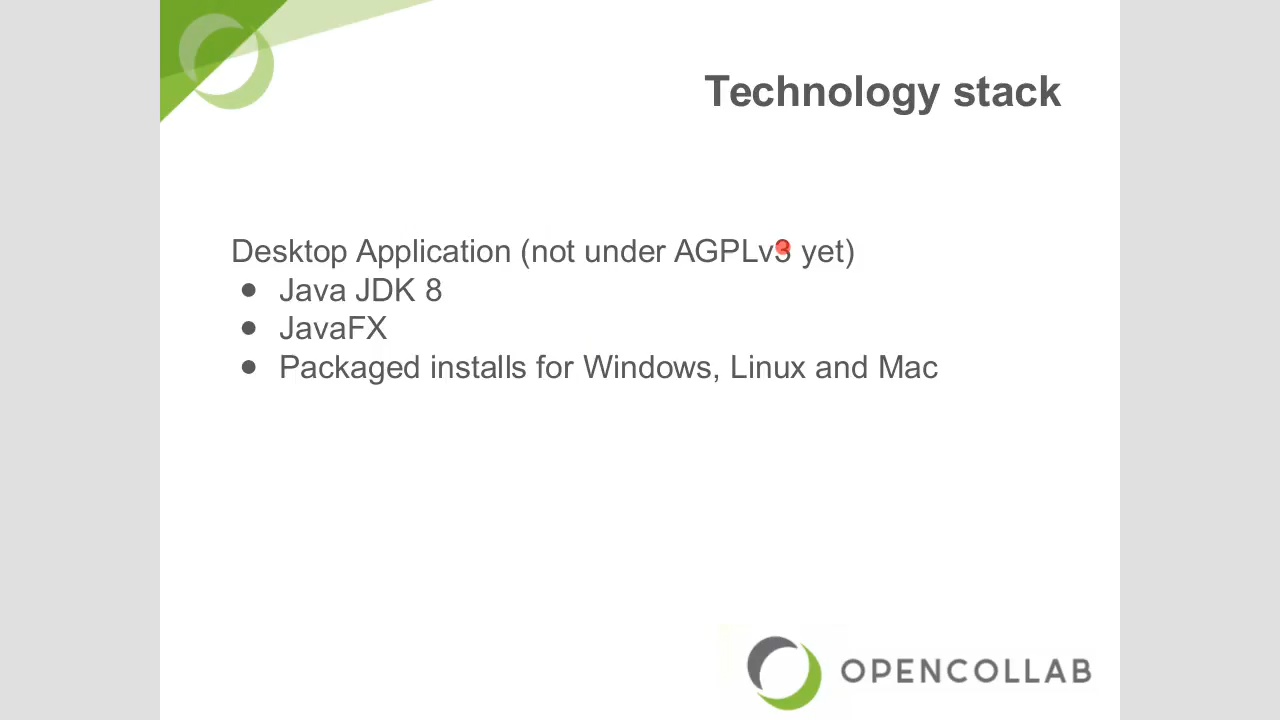 Technology stack
Desktop Application (not under AGPLv3 yet)
● Java JDK 8
● JavaFX
● Packaged installs for Windows, Linux and Mac
OPENCOLLAB